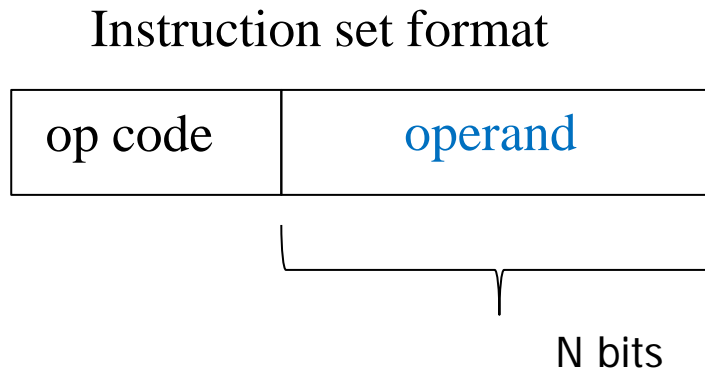 Instruction set format
op code operand
N bits